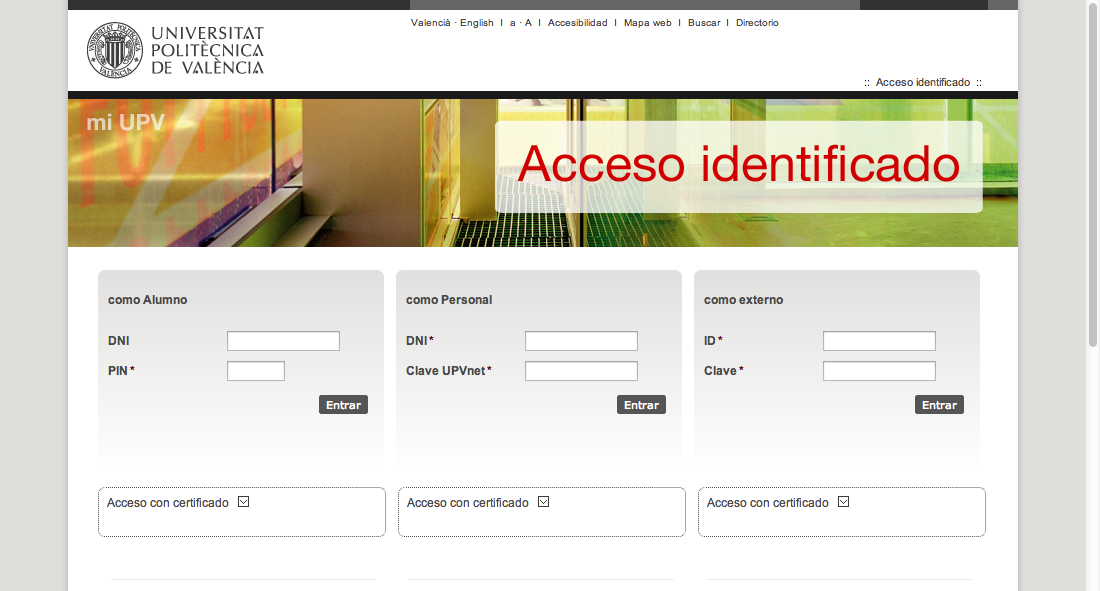 Valencià · English I a · A I Accesibilidad I Mapa web I Buscar I Directorio
UNIVERSITAT
POLITÈCNICA
DE VALÈNCIA
:: Acceso identificado ::
mi UPV
Acceso identificado
como Alumno
DNI
PIN *
Entrar
como Personal
DNI *
Clave UPVnet *
Entrar
como externo
ID *
Clave *
Entrar
Acceso con certificado
Acceso con certificado
Acceso con certificado